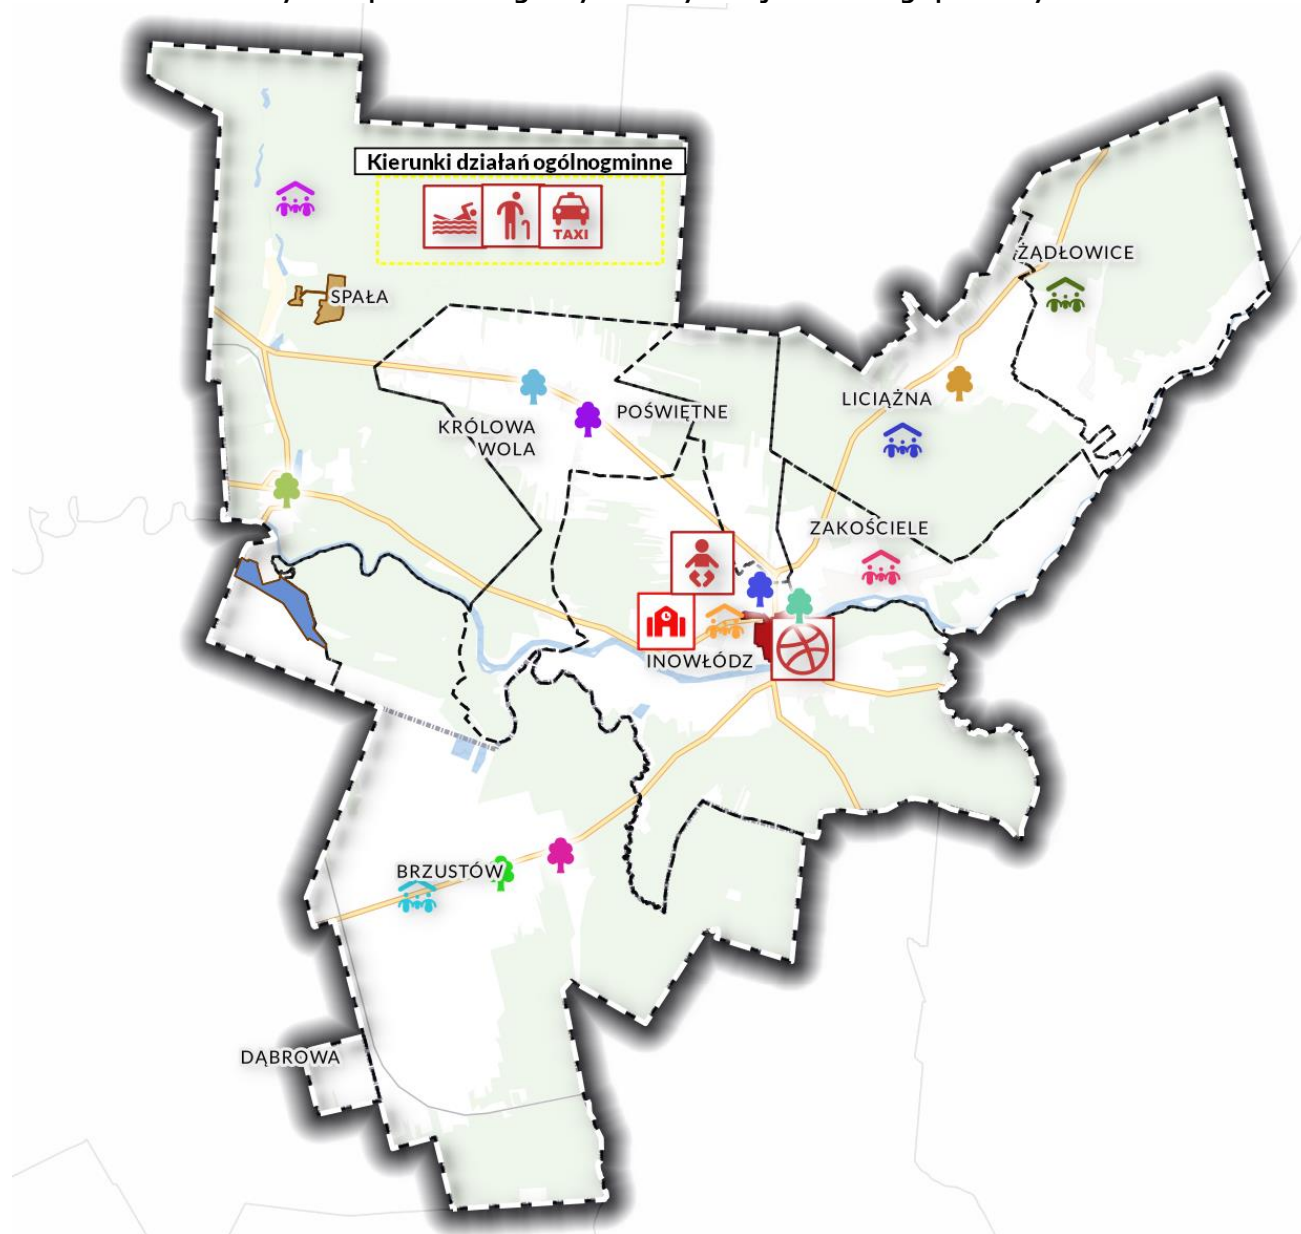 Kierunki działań ogólnogminne
TAXI
ŻĄDŁOWICE
SPAŁA
LICIĄŻNA
POŚWIĘTNE
KRÓLOWA
WOLA
ZAKOŚCIELE
INOWŁÓDZ
BRZUSTÓW
DĄBROWA